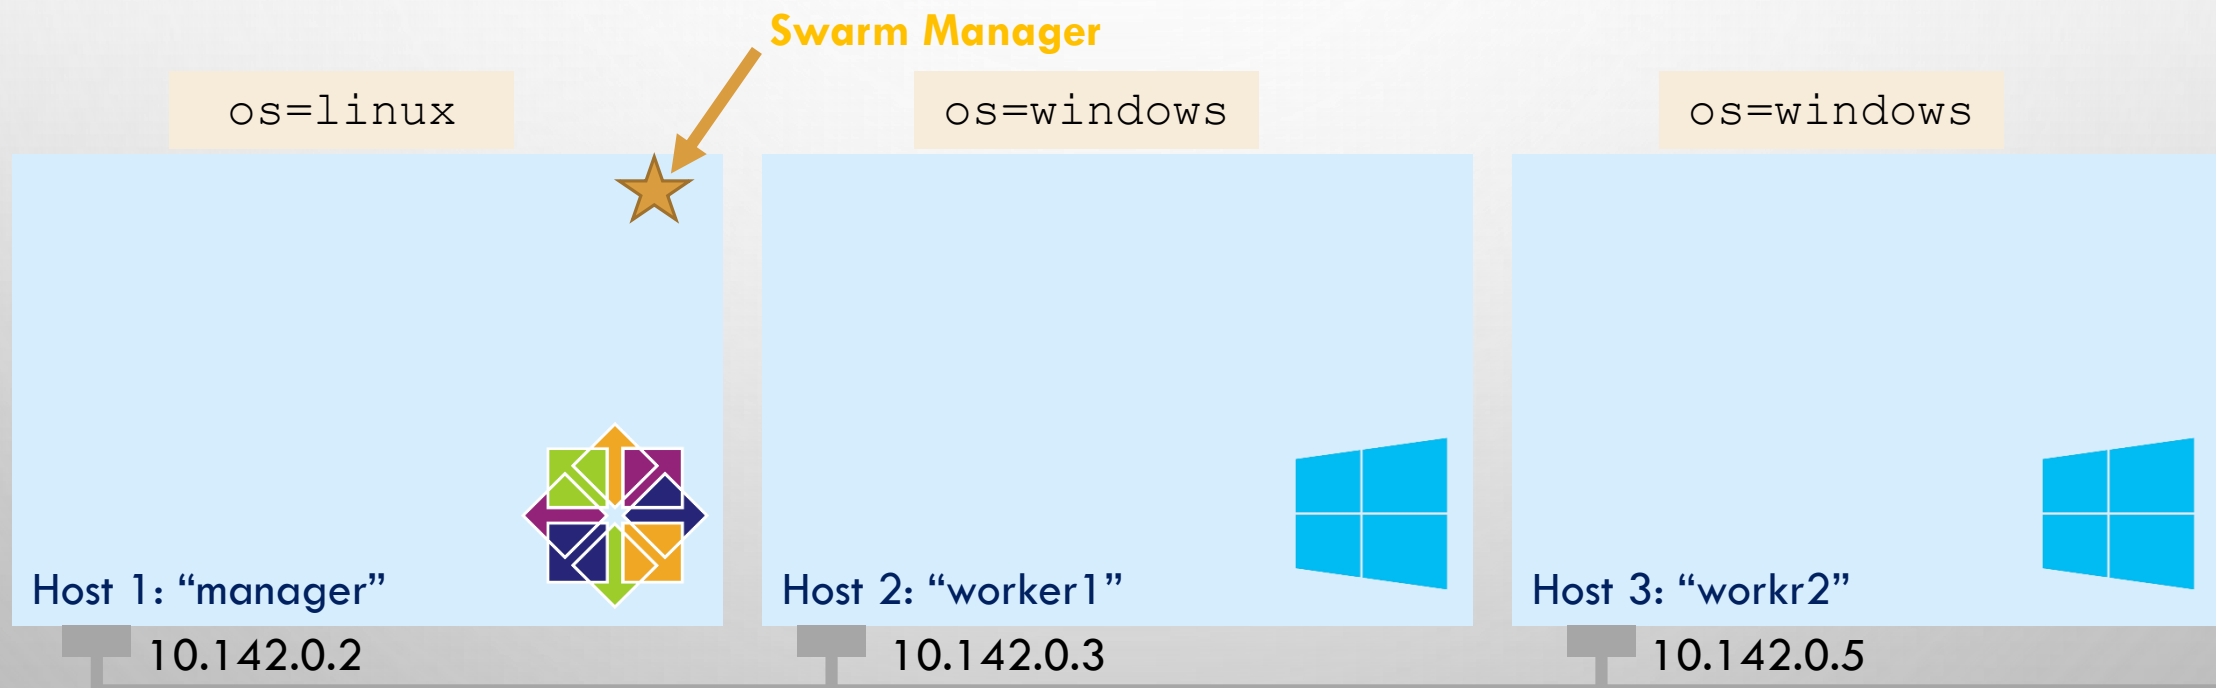 Swarm Manager
os=linux
os=windows
os=windows
Host 1: “manager”
Host 2: “worker1”
Host 3: “workr2”
10.142.0.2
10.142.0.3
10.142.0.5